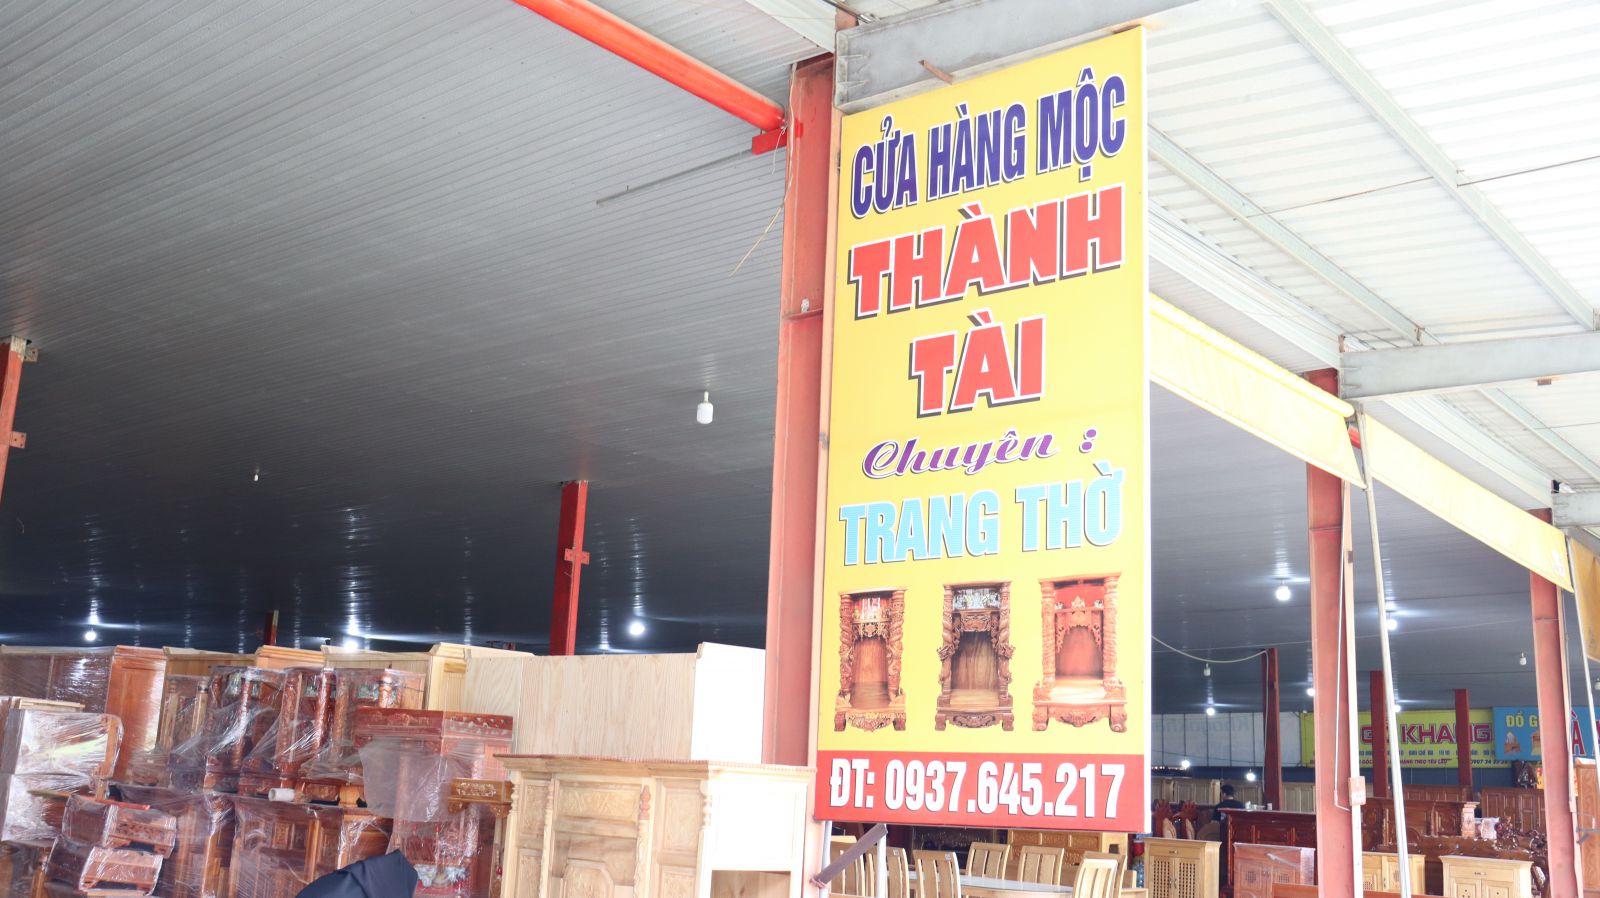 CỬA HÀNG MỘC
THÀNH
TÀI
Chuyên :
TRANG THỜ
ĐT: 0937.645.217
KHANG
ĐỒ G